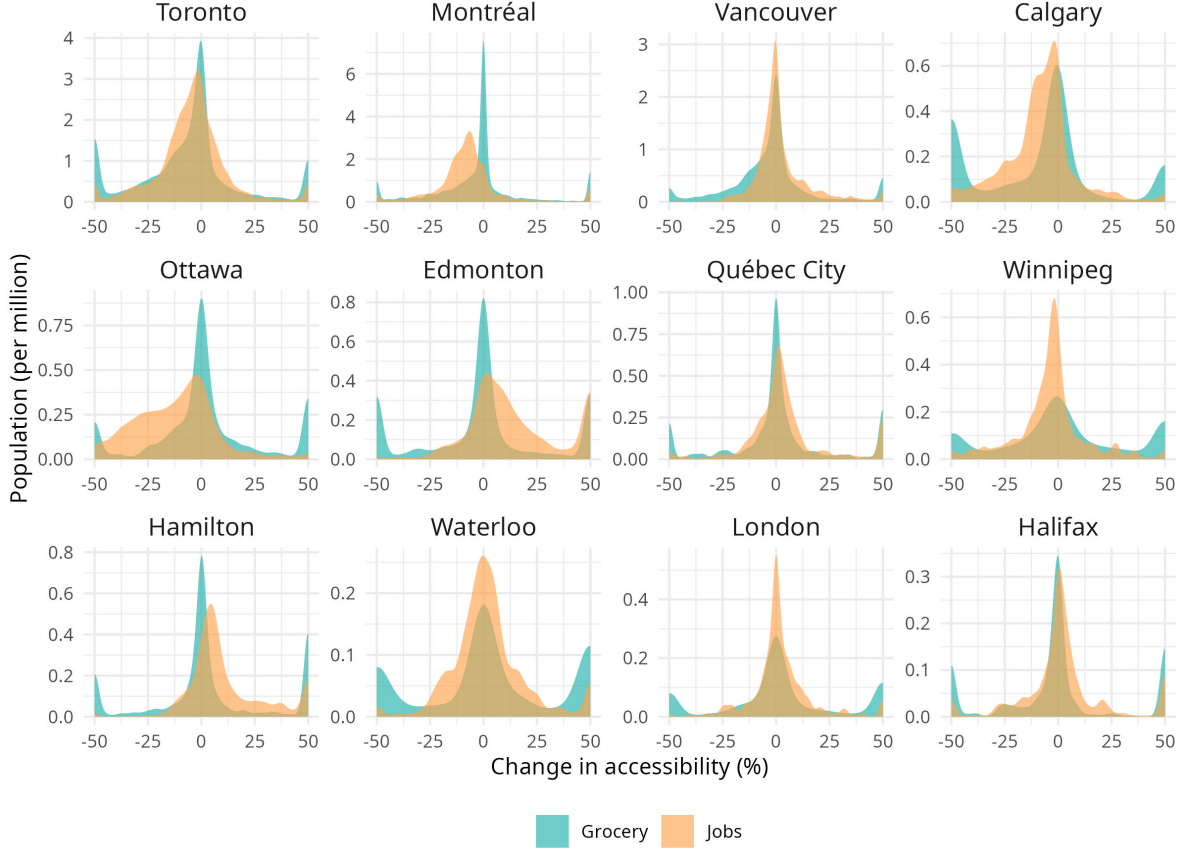 Toronto Montréal Vancouver Calgary
4 3 2 1 0
6 4 2 0
3 2 1 0
0.6 0.4 0.2 0.0
-50 -25 0 25 50 -50 -25 0 25 50 -50 -25 0 25 50 -50 -25 0 25 50
Population (per million)
Ottawa Edmonton Québec City Winnipeg
0.75 0.50 0.25 0.00
0.8 0.6 0.4 0.2 0.0
1.00 0.75 0.50 0.25 0.00
0.6 0.4 0.2 0.0
-50 -25 0 25 50 -50 -25 0 25 50 -50 -25 0 25 50 -50 -25 0 25 50
Hamilton Waterloo London Halifax
0.8 0.6 0.4 0.2 0.0
0.2 0.1 0.0
0.4 0.2 0.0
0.3 0.2 0.1 0.0
-50 -25 0 25 50 -50 -25 0 25 50 -50 -25 0 25 50 -50 -25 0 25 50
Change in accessibility (%)
Grocery Jobs